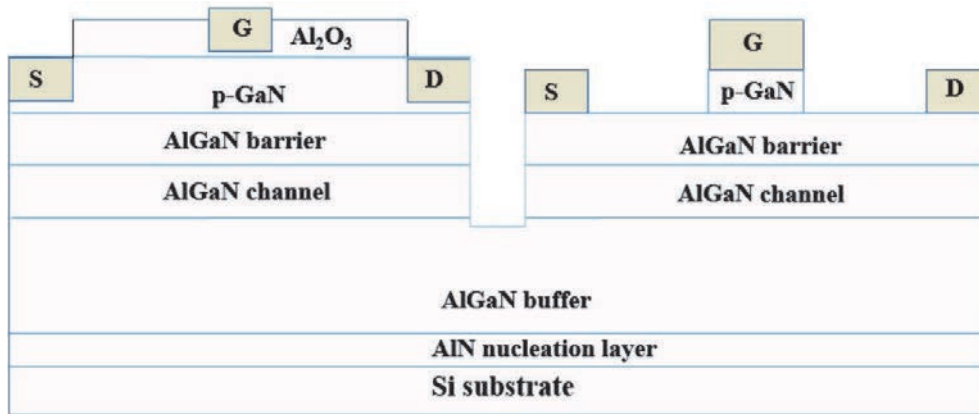 G
Al₂O₃
G
S
D
p-GaN
S
p-GaN
D
AlGaN barrier
AlGaN barrier
AlGaN channel
AlGaN channel
AlGaN buffer
AlN nucleation layer
Si substrate